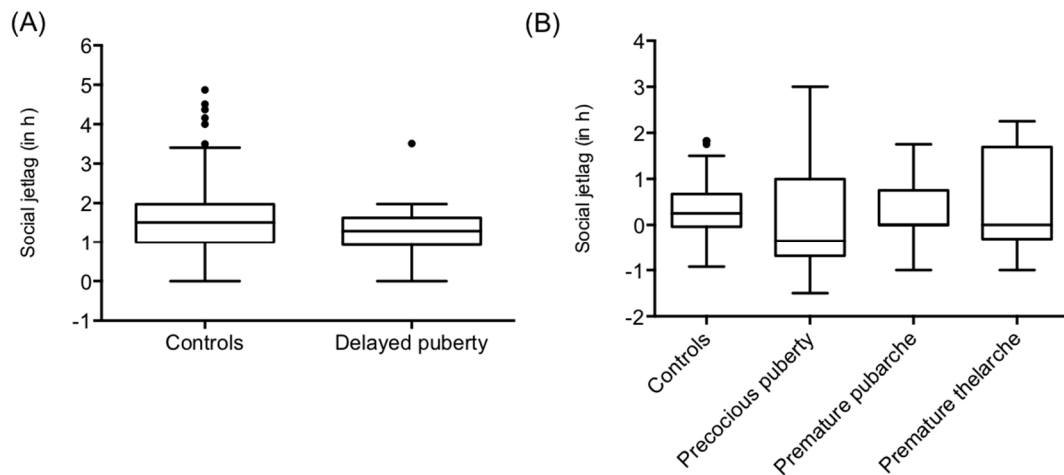 (A)
Social jetlag (in h)
6
5
4
3
2
1
0
-1
Controls
Delayed puberty
(B)
Social jetlag (in h)
4
3
2
1
0
-1
-2
Controls
Precocious puberty
Premature pubarche
Premature thelarche